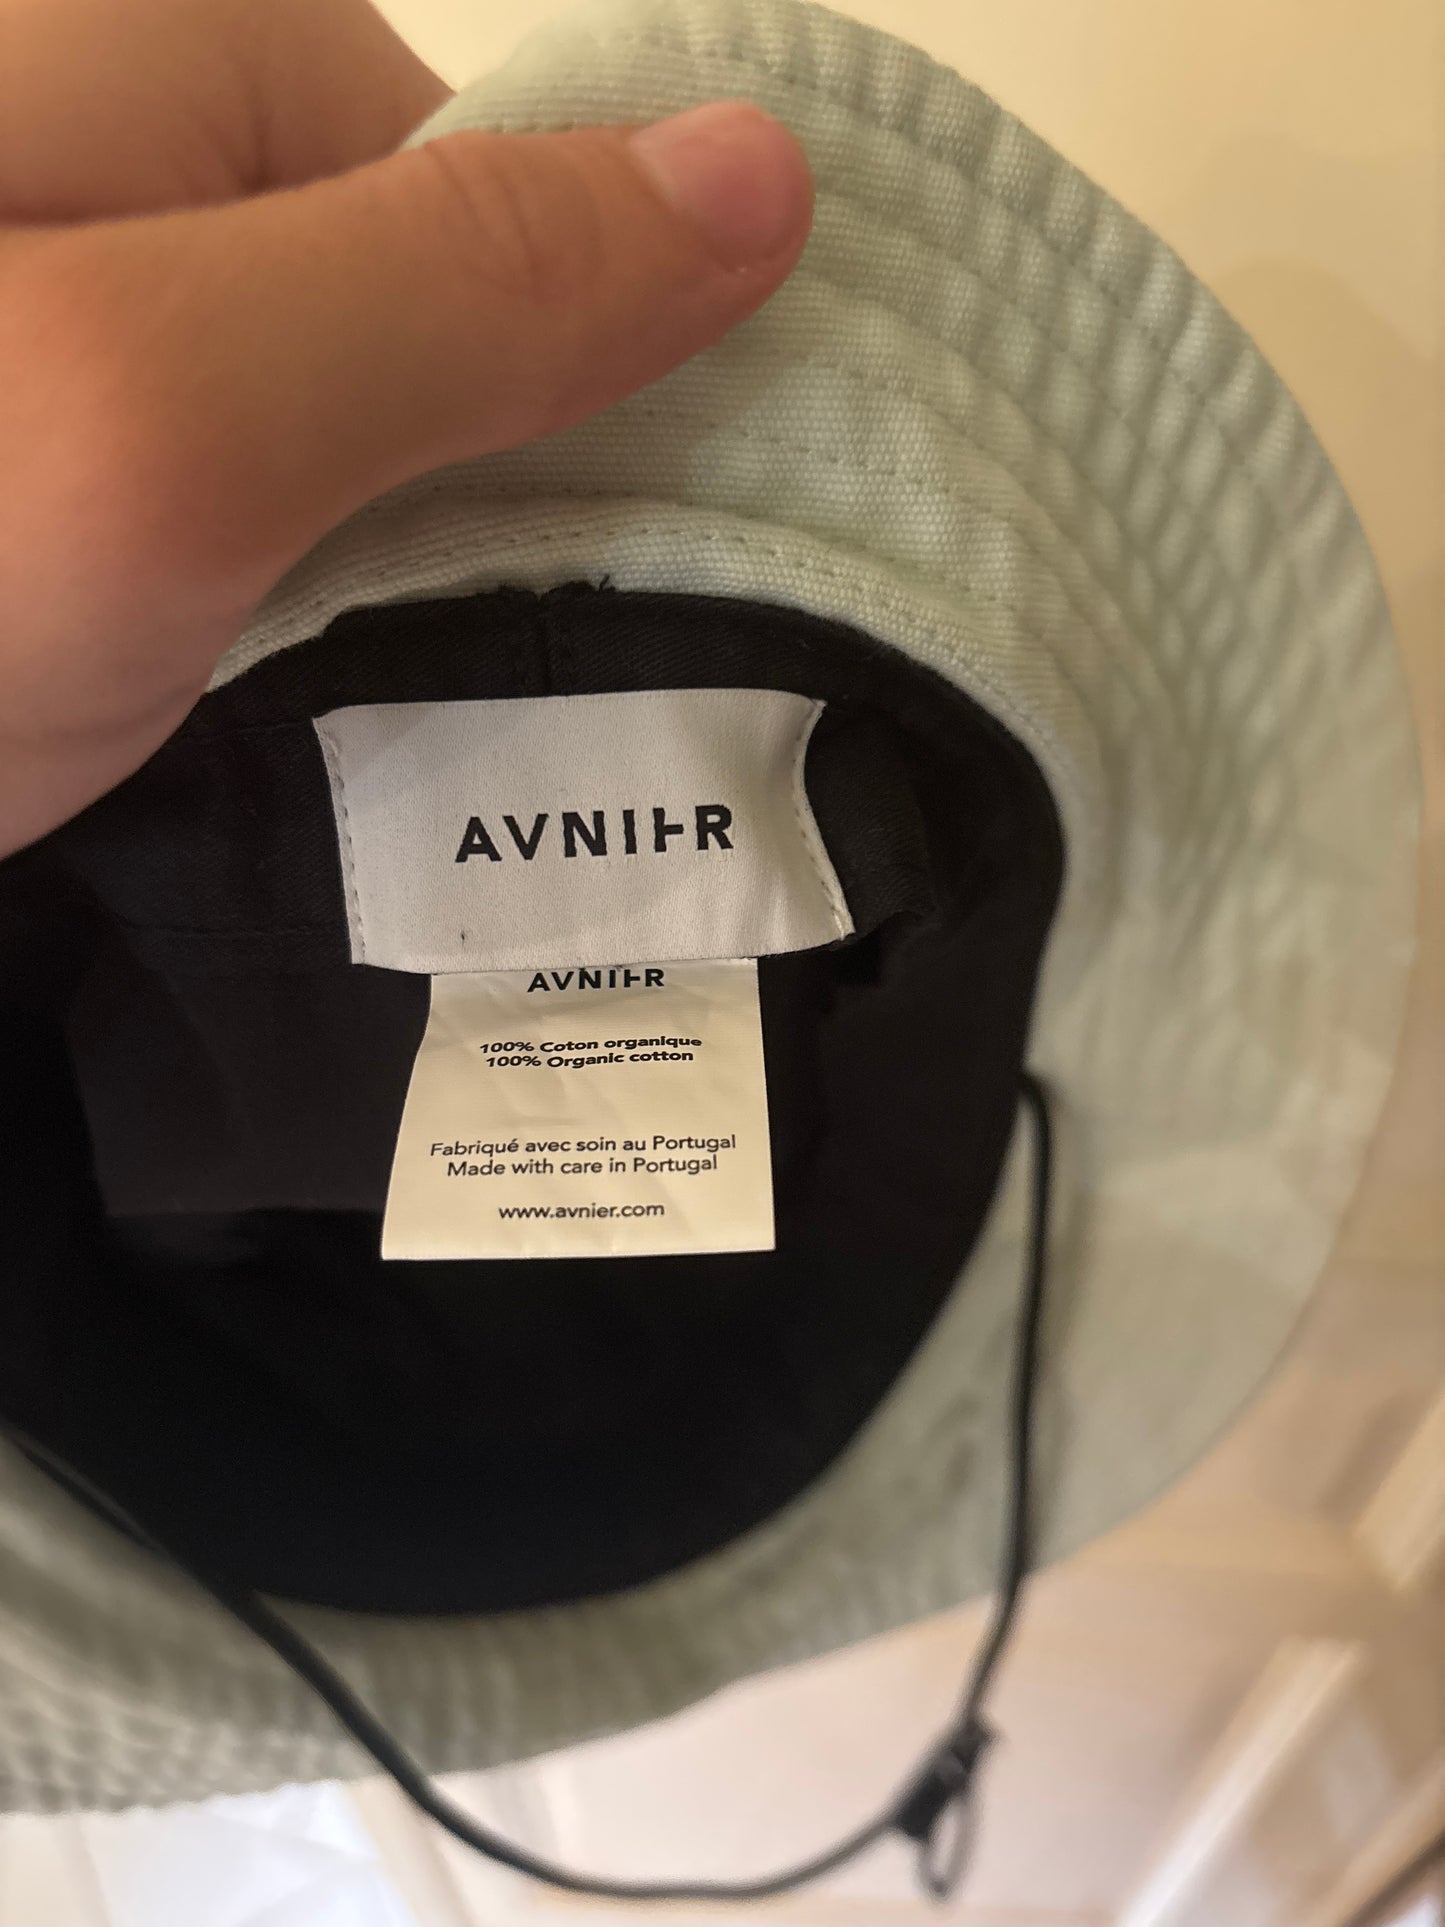 AVNIER
AVNIER
100% Coton organique
100% Organic cotton
Fabriqué avec soin au Portugal
Made with care in Portugal
www.avnier.com